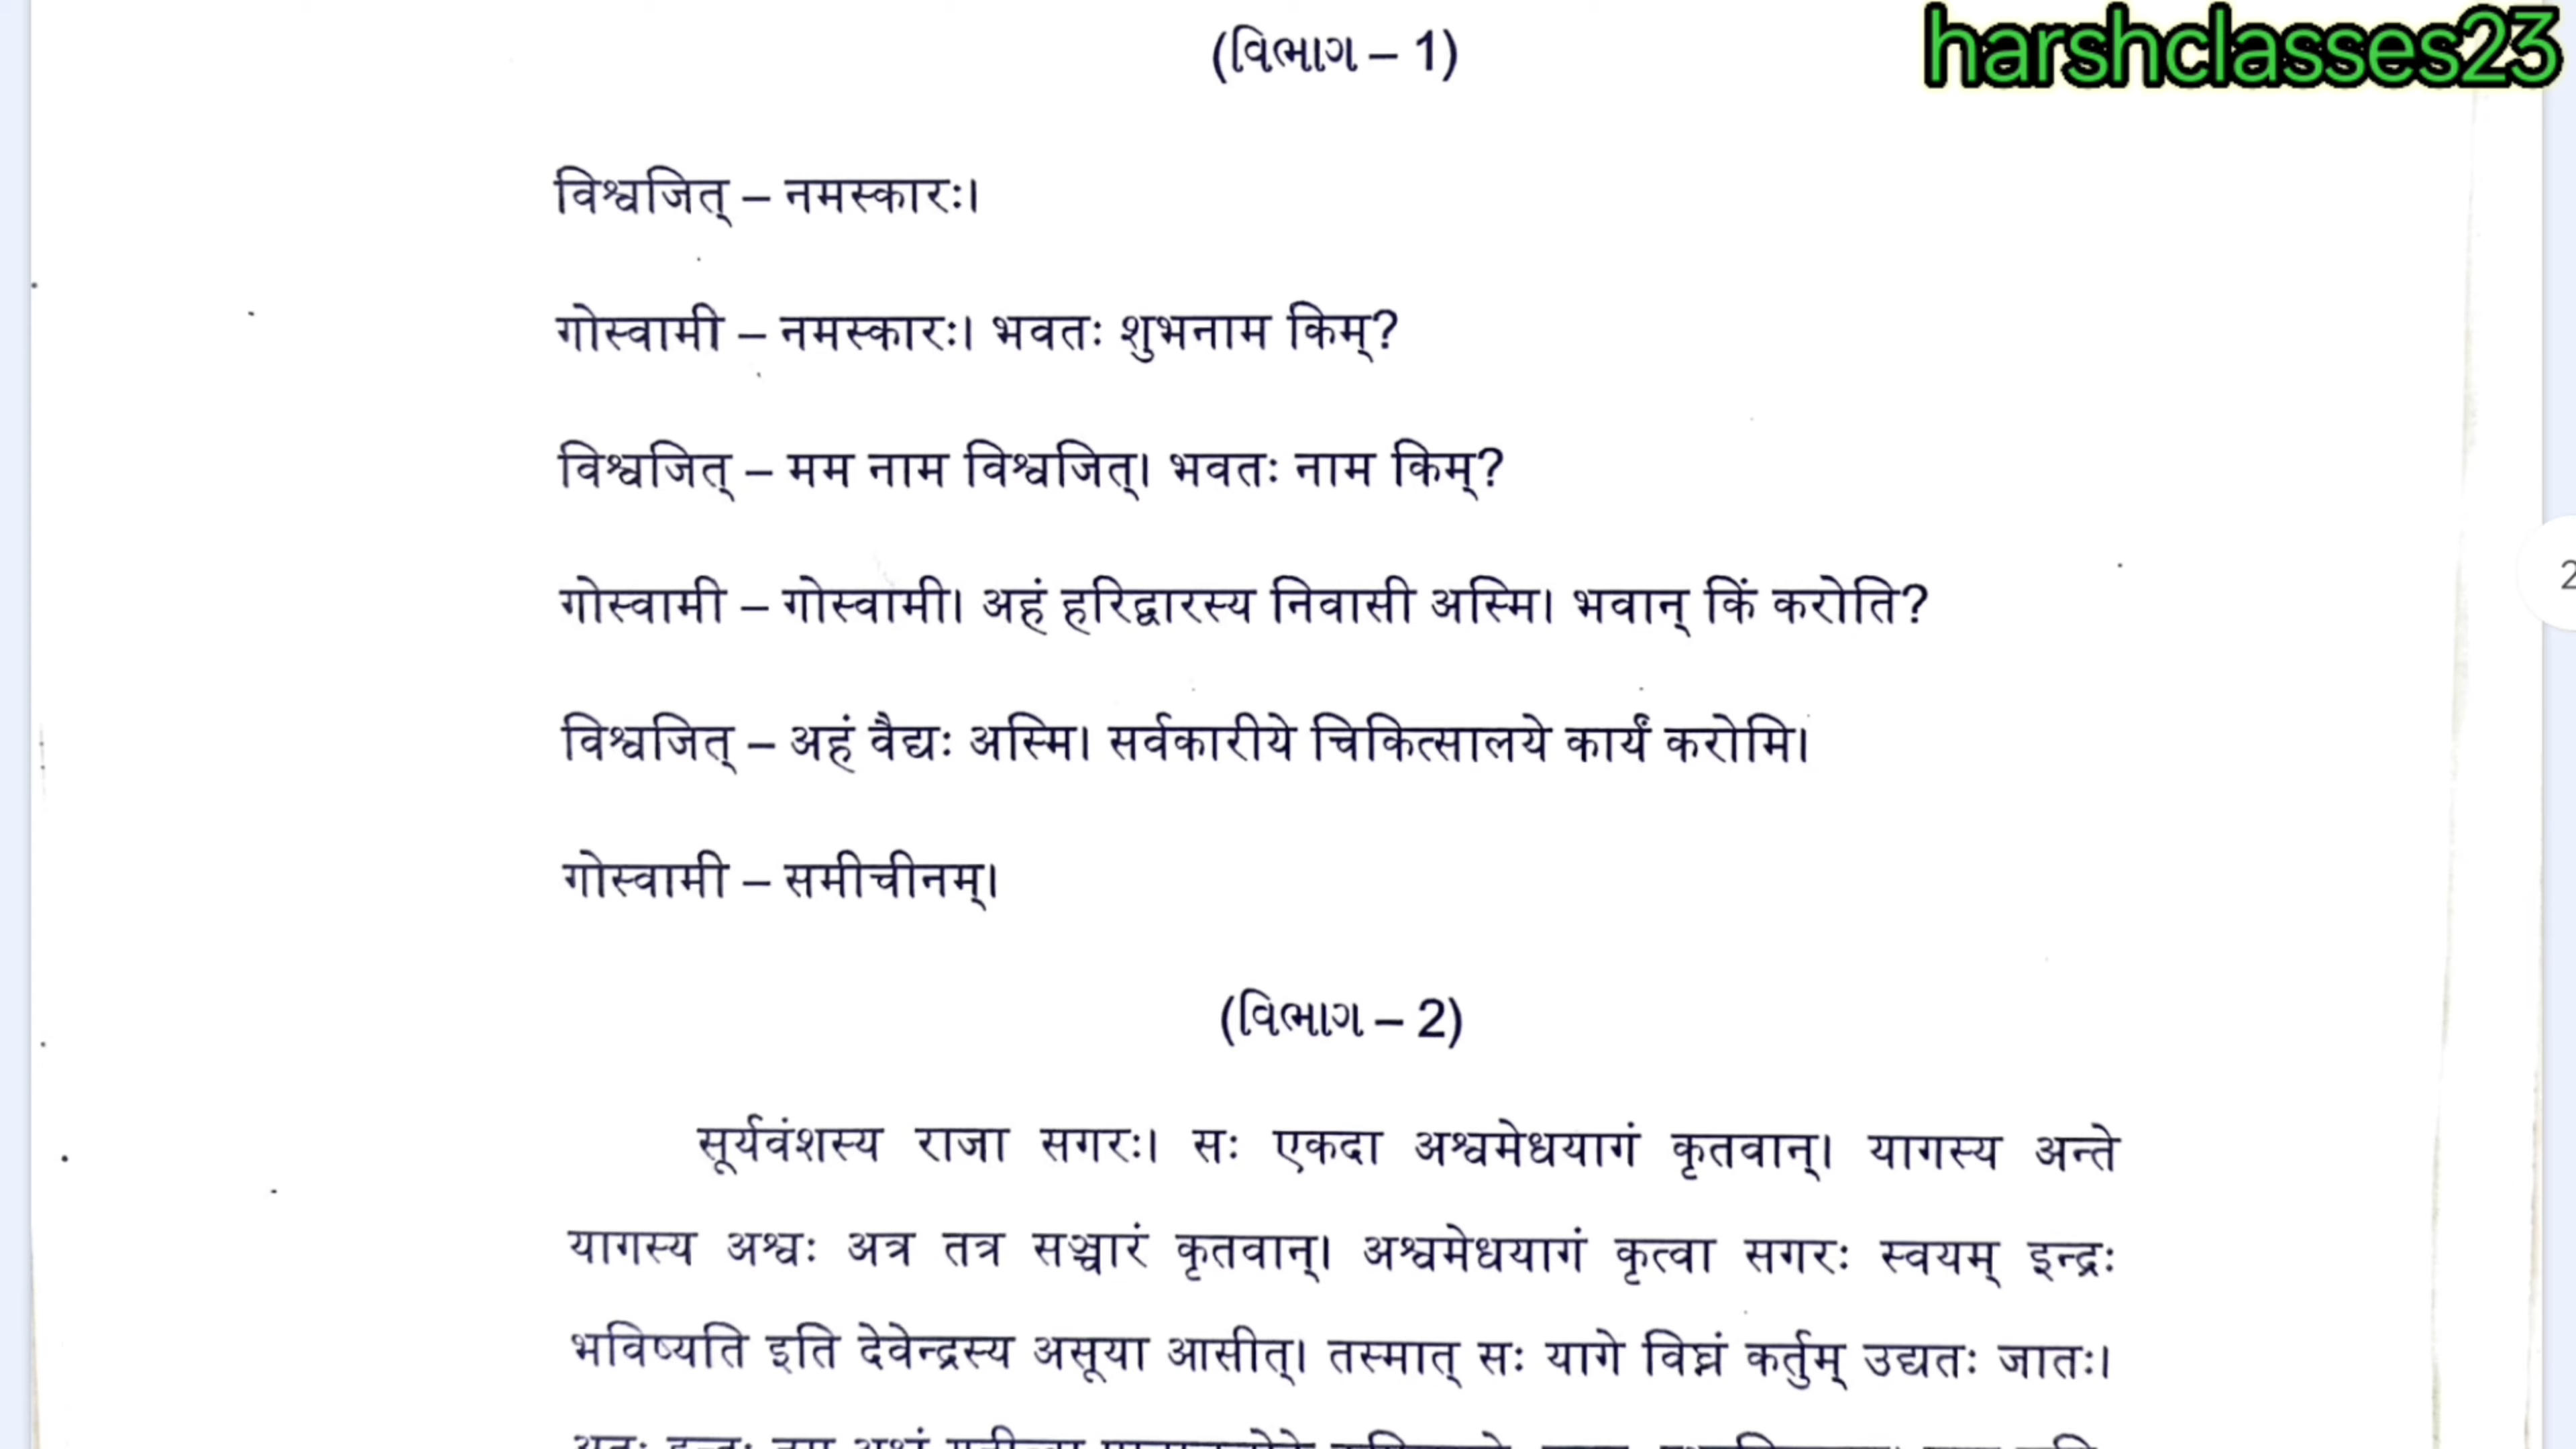 harshclasses23
(વિભાગ – 1)
विश्वजित् – नमस्कारः।
गोस्वामी – नमस्कारः। भवतः शुभनाम किम्?
विश्वजित् – मम नाम विश्वजित्। भवतः नाम किम्?
गोस्वामी – गोस्वामी। अहं हरिद्वारस्य निवासी अस्मि। भवान् किं करोति?
विश्वजित् – अहं वैद्यः अस्मि। सर्वकारीये चिकित्सालये कार्यं करोमि।
गोस्वामी – समीचीनम्।
(વિભાગ – 2)
सूर्यवंशस्य राजा सगरः। सः एकदा अश्वमेधयागं कृतवान्। यागस्य अन्ते
यागस्य अश्वः अत्र तत्र सञ्चारं कृतवान्। अश्वमेधयागं कृत्वा सगरः स्वयम् इन्द्रः
भविष्यति इति देवेन्द्रस्य असूया आसीत्। तस्मात् सः यागे विघ्नं कर्तुम् उद्यतः जातः।
2